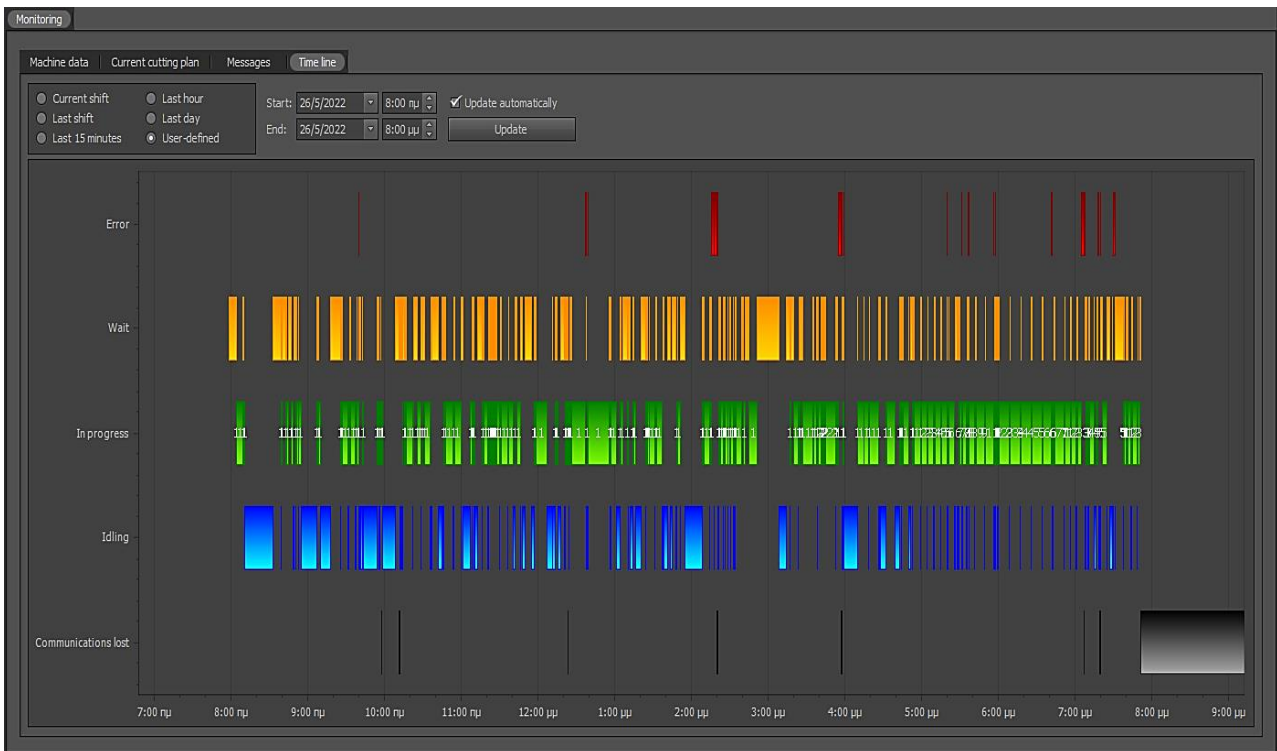 Monitoring
Machine data Current cutting plan Messages Time line
Current shift Last hour
Last shift Last day
Last 15 minutes User-defined
Start: 26/5/2022 8:00 πμ Update automatically
End: 26/5/2022 8:00 μμ Update
Error
Wait
In progress
Idling
Communications lost
7:00 πμ 8:00 πμ 9:00 πμ 10:00 πμ 11:00 πμ 12:00 μμ 1:00 μμ 2:00 μμ 3:00 μμ 4:00 μμ 5:00 μμ 6:00 μμ 7:00 μμ 8:00 μμ 9:00 μμ